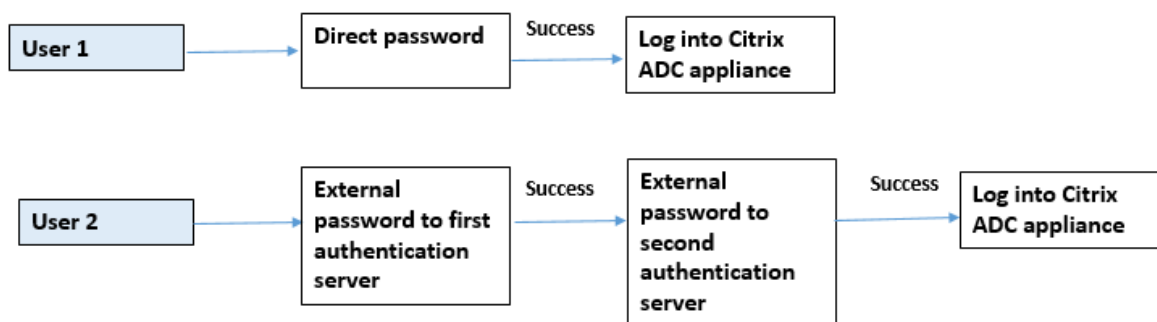 User 1
Direct password
Success
Log into Citrix
ADC appliance
User 2
External
password to first
authentication
server
Success
External
password to
second
authentication
server
Success
Log into Citrix
ADC appliance